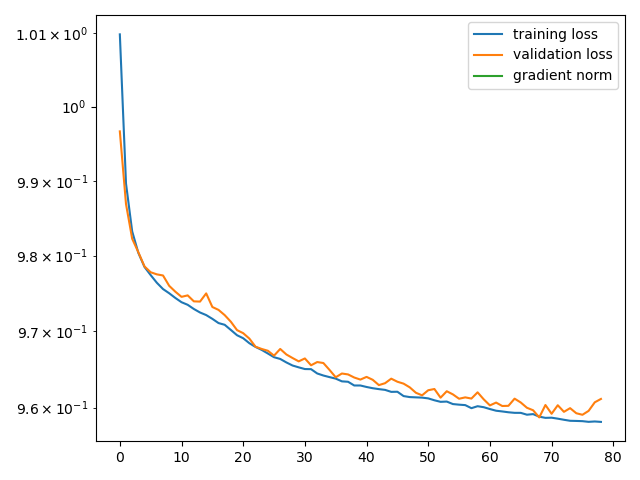 training loss
validation loss
gradient norm
1.01 × 10⁰
10⁰
9.9 × 10⁻¹
9.8 × 10⁻¹
9.7 × 10⁻¹
9.6 × 10⁻¹
0 10 20 30 40 50 60 70 80